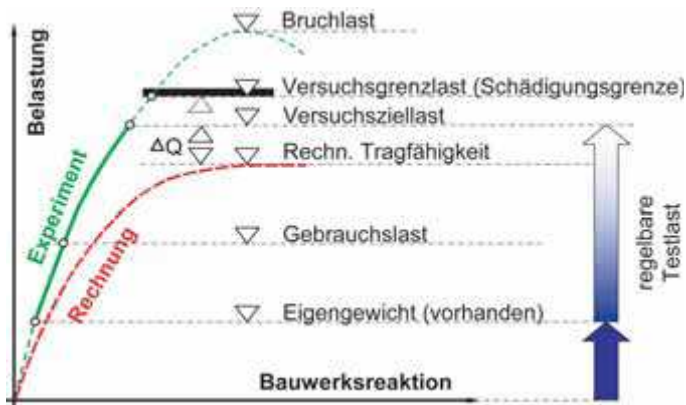 Bruchlast
Versuchsgrenzlast (Schädigungsgrenze)
Versuchsziellast
ΔQ
Rechn. Tragfähigkeit
Gebrauchslast
Eigengewicht (vorhanden)
Belastung
Experiment
Rechnung
regelbare
Testlast
Bauwerksreaktion